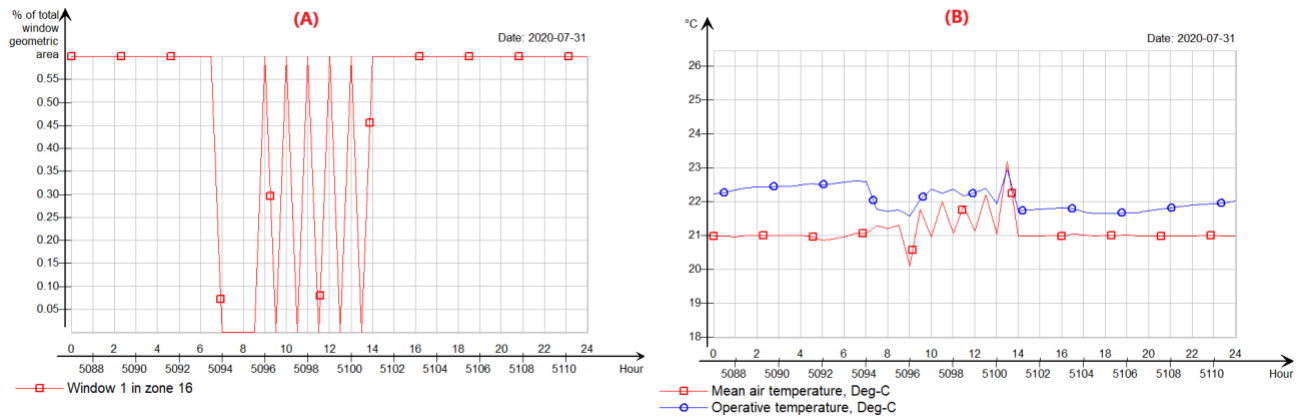 % of total
window
geometric
area
(A)
Date: 2020-07-31
0.55
0.50
0.45
0.40
0.35
0.30
0.25
0.20
0.15
0.10
0.05
0 2 4 6 8 10 12 14 16 18 20 22 24
5088 5090 5092 5094 5096 5098 5100 5102 5104 5106 5108 5110 Hour
Window 1 in zone 16
°C
(B)
Date: 2020-07-31
26
25
24
23
22
21
20
19
18
0 2 4 6 8 10 12 14 16 18 20 22 24
5088 5090 5092 5094 5096 5098 5100 5102 5104 5106 5108 5110 Hour
Mean air temperature, Deg-C
Operative temperature, Deg-C